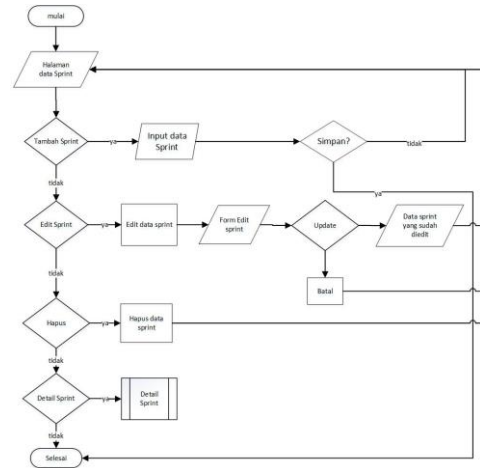 mulai
Halaman
data Sprint
Tambah Sprint
ya
Input data
Sprint
Simpan?
tidak
ya
tidak
Edit Sprint
ya
Edit data sprint
Form Edit
sprint
Update
Data sprint
yang sudah
diedit
Batal
tidak
Hapus
ya
Hapus data
sprint
tidak
Detail Sprint
ya
Detail
Sprint
tidak
Selesai